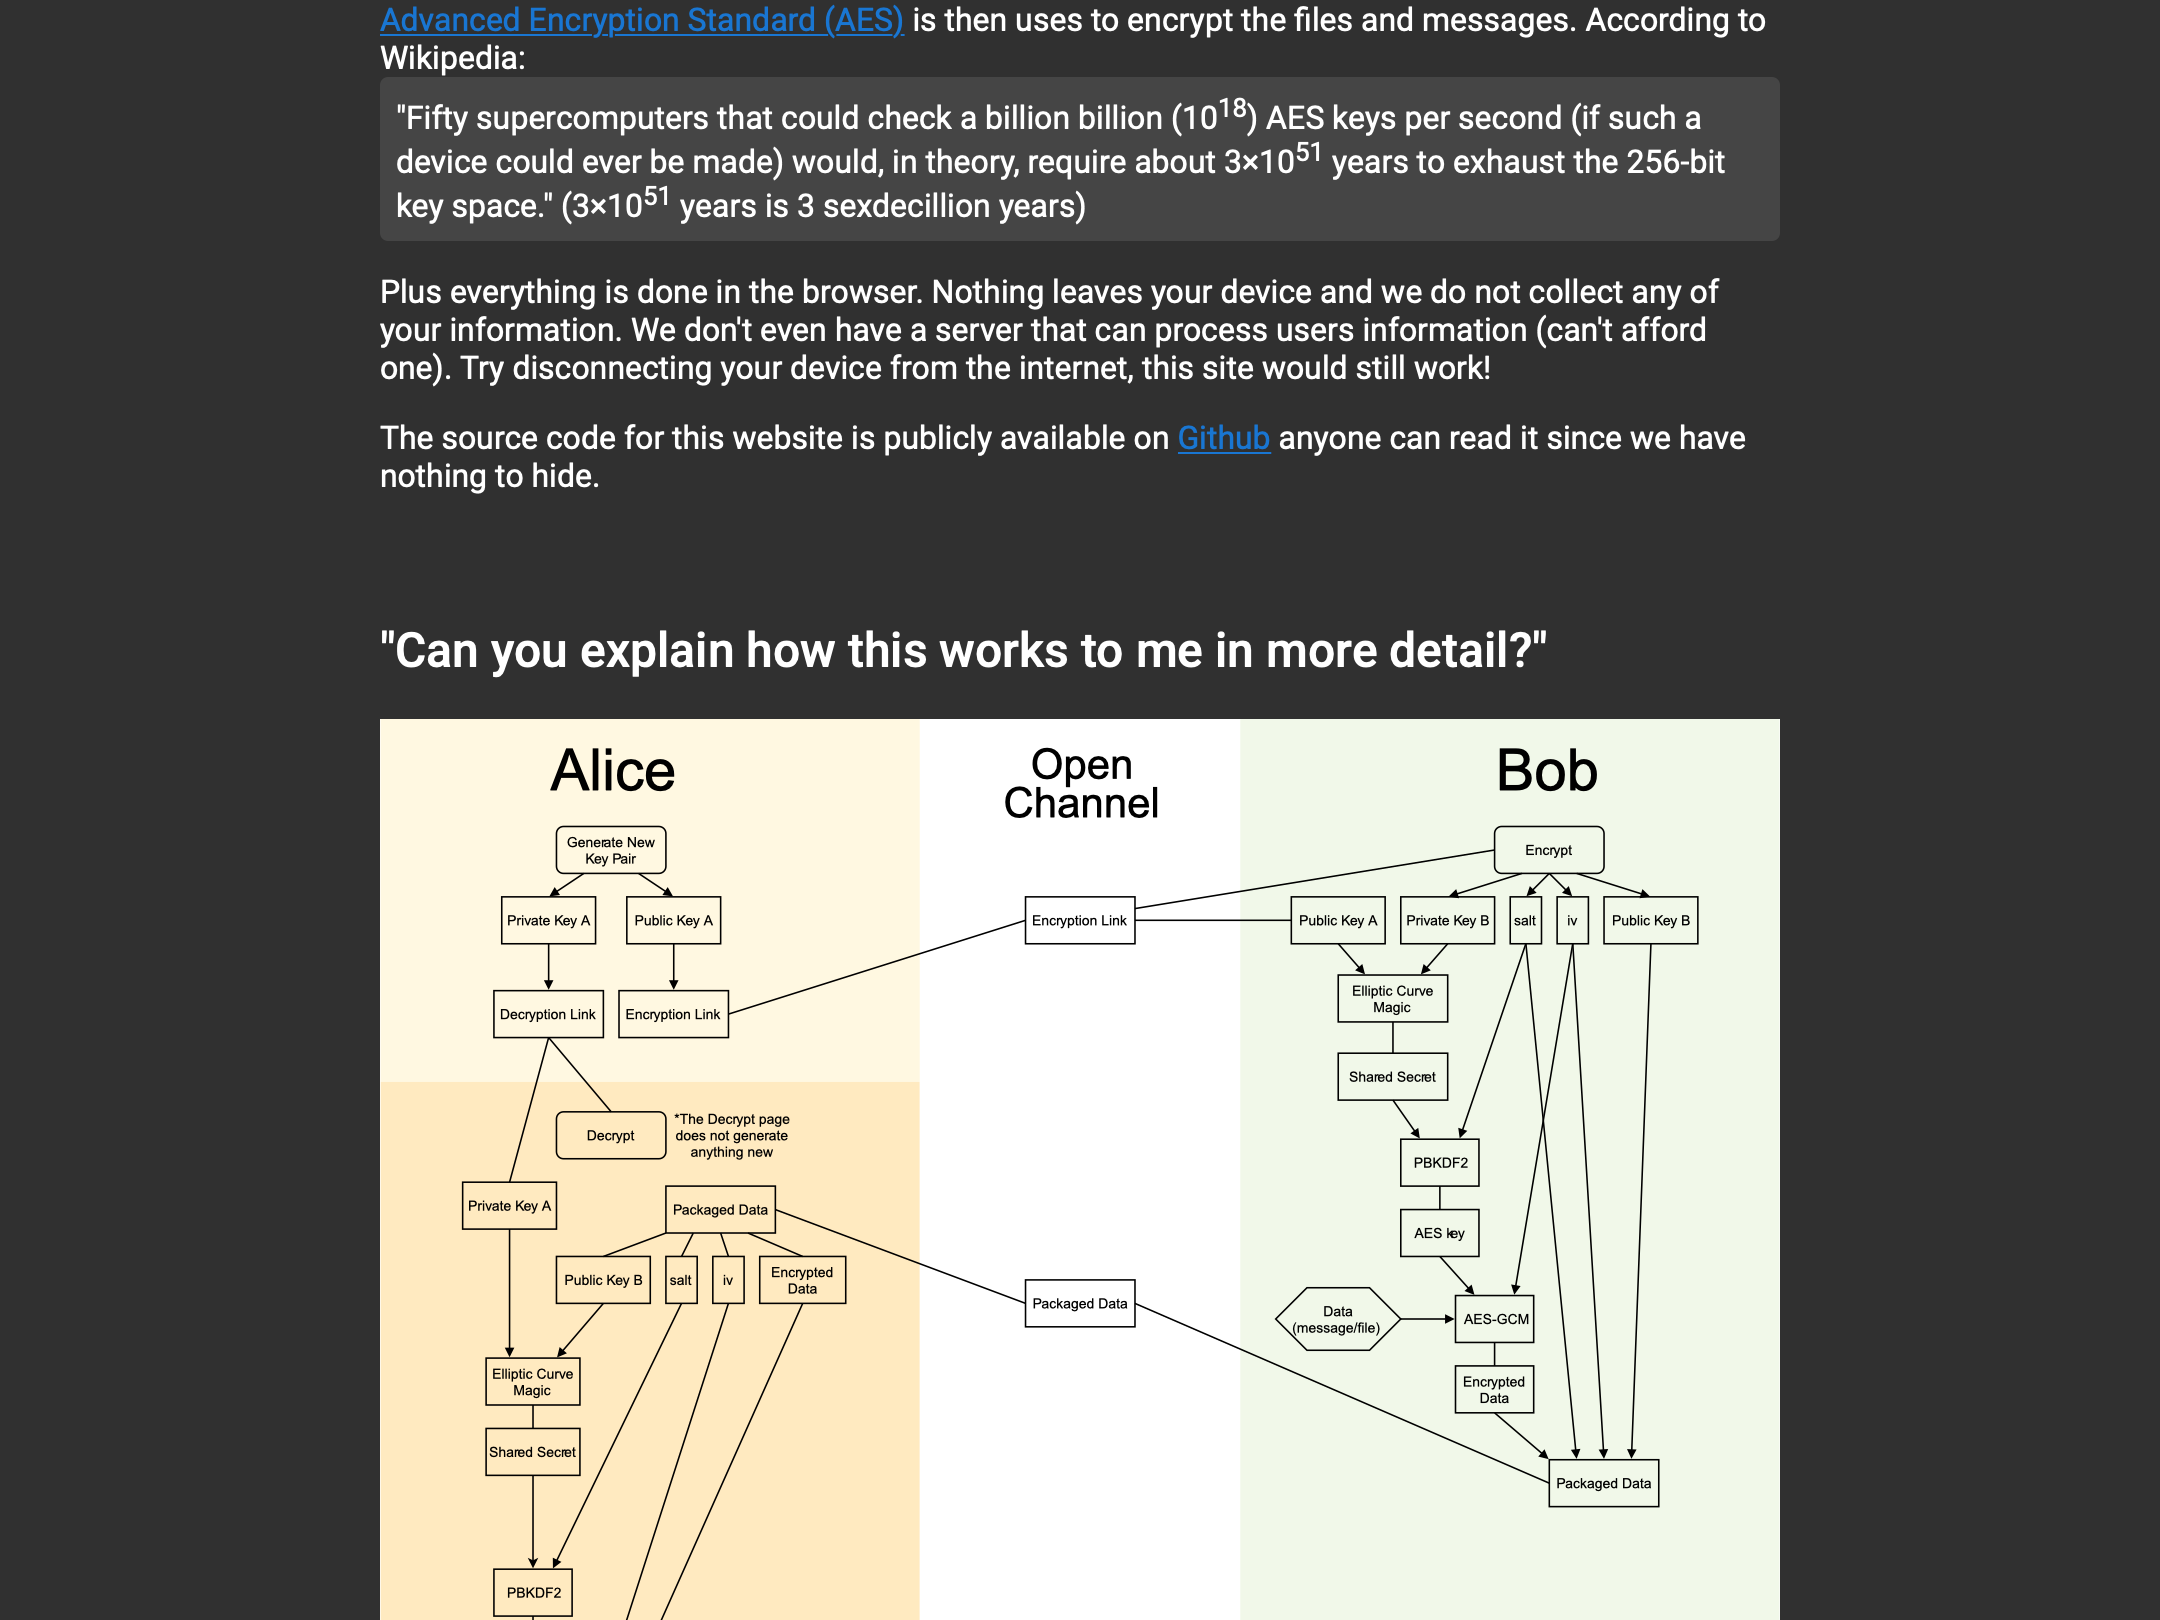 Advanced Encryption Standard (AES) is then uses to encrypt the files and messages. According to
Wikipedia:
"Fifty supercomputers that could check a billion billion (10^18) AES keys per second (if such a
device could ever be made) would, in theory, require about 3×10^51 years to exhaust the 256-bit
key space." (3×10^51 years is 3 sexdecillion years)
Plus everything is done in the browser. Nothing leaves your device and we do not collect any of
your information. We don't even have a server that can process users information (can't afford
one). Try disconnecting your device from the internet, this site would still work!
The source code for this website is publicly available on Github anyone can read it since we have
nothing to hide.
"Can you explain how this works to me in more detail?"
Alice
Generate New
Key Pair
Private Key A
Public Key A
Decryption Link
Encryption Link
Decrypt
*The Decrypt page
does not generate
anything new
Private Key A
Packaged Data
Public Key B
salt
iv
Encrypted
Data
Elliptic Curve
Magic
Shared Secret
PBKDF2
Open
Channel
Encryption Link
Packaged Data
Bob
Encrypt
Public Key A
Private Key B
salt
iv
Public Key B
Elliptic Curve
Magic
Shared Secret
PBKDF2
AES key
Data
(message/file)
AES-GCM
Encrypted
Data
Packaged Data